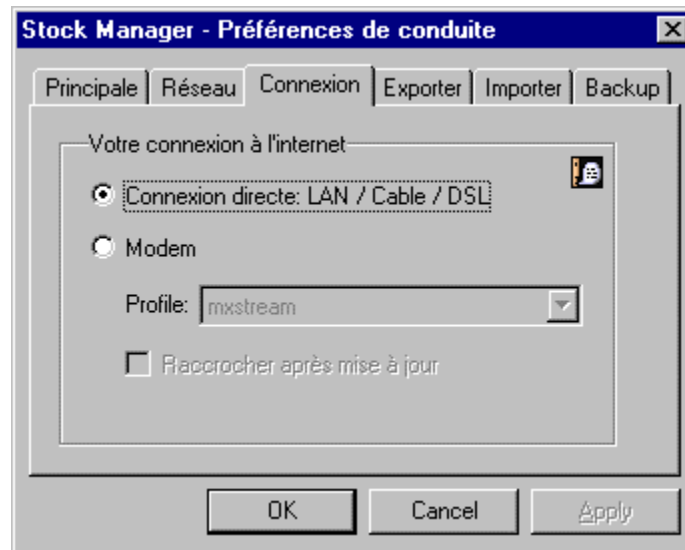 Stock Manager - Préférences de conduite
Principale Réseau Connexion Exporter Importer Backup
Votre connexion à l'internet
Connexion directe: LAN / Cable / DSL
Modem
Profile: mxstream
Raccrocher après mise à jour
OK Cancel Apply